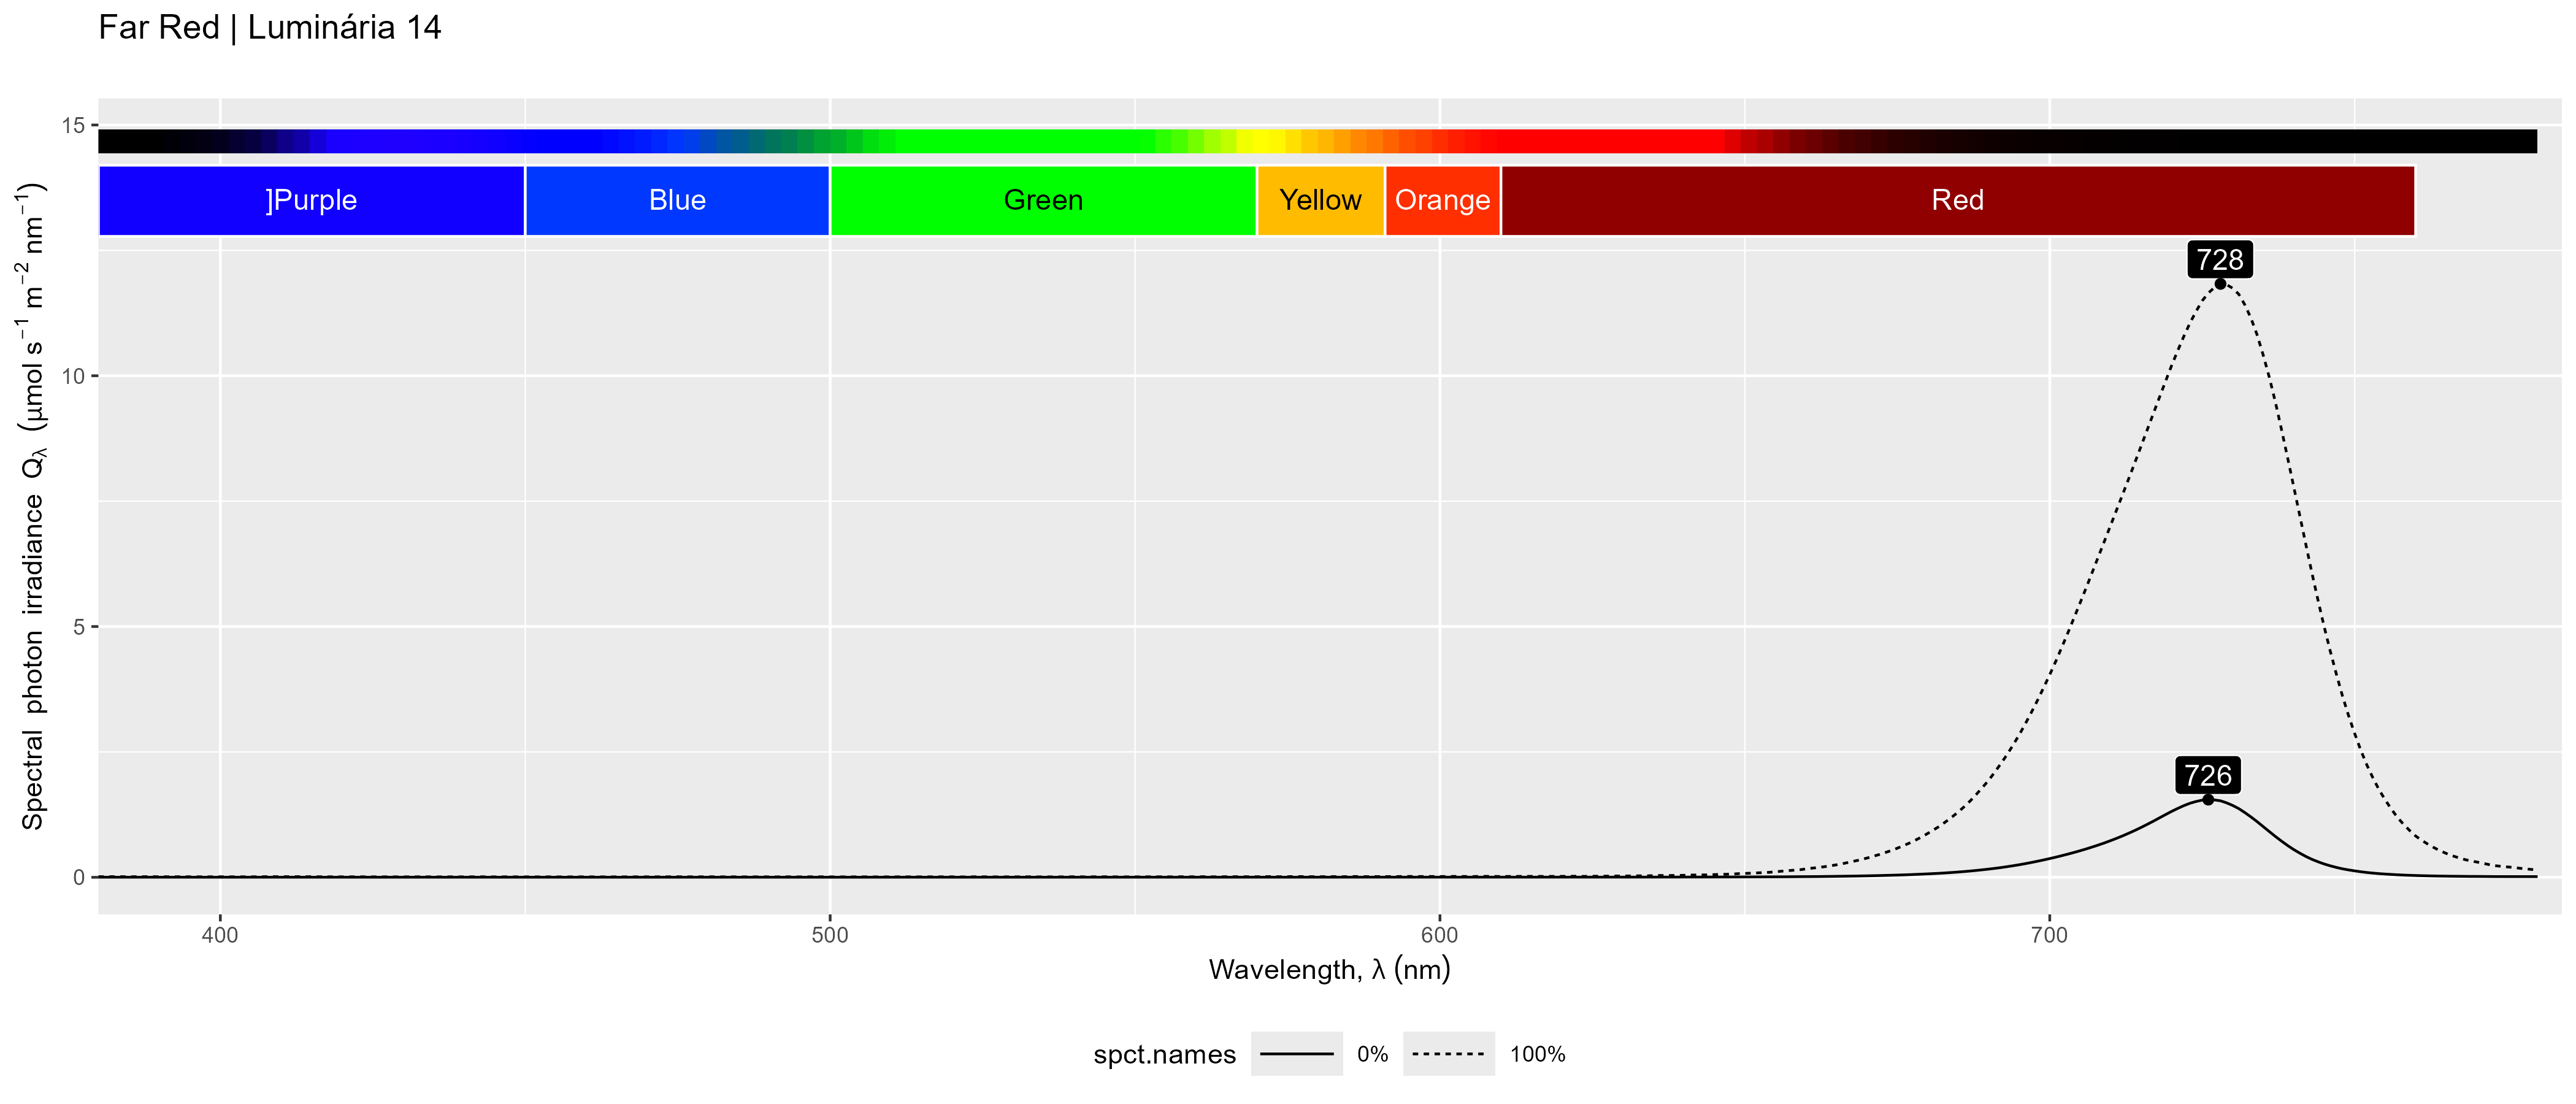 Far Red | Luminária 14
15
10
5
0
Spectral photon irradiance Qλ (μmol s⁻¹ m⁻² nm⁻¹)
]Purple
Blue
Green
Yellow
Orange
Red
728
726
400
500
600
700
Wavelength, λ (nm)
spct.names 0% 100%